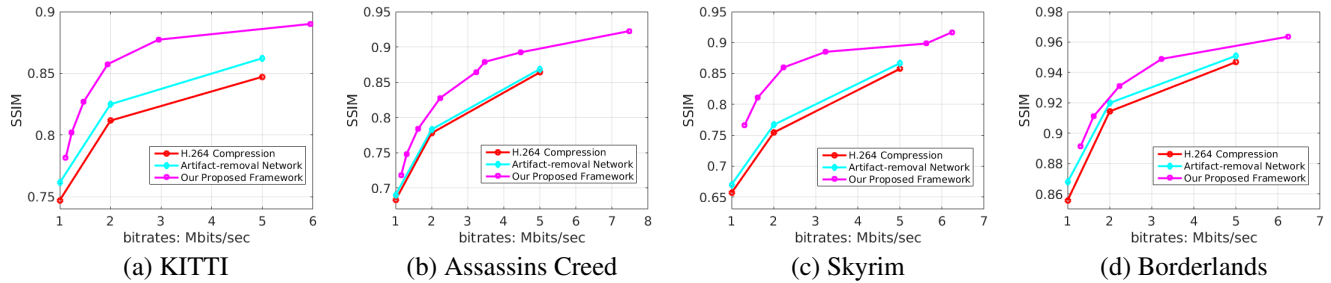 0.9
0.85
0.8
0.75
SSIM
1 2 3 4 5 6
bitrates: Mbits/sec
H.264 Compression
Artifact-removal Network
Our Proposed Framework
(a) KITTI
0.95
0.9
0.85
0.8
0.75
0.7
SSIM
1 2 3 4 5 6 7 8
bitrates: Mbits/sec
H.264 Compression
Artifact-removal Network
Our Proposed Framework
(b) Assassins Creed
0.95
0.9
0.85
0.8
0.75
0.7
0.65
SSIM
1 2 3 4 5 6 7
bitrates: Mbits/sec
H.264 Compression
Artifact-removal Network
Our Proposed Framework
(c) Skyrim
0.98
0.96
0.94
0.92
0.9
0.88
0.86
SSIM
1 2 3 4 5 6 7
bitrates: Mbits/sec
H.264 Compression
Artifact-removal Network
Our Proposed Framework
(d) Borderlands